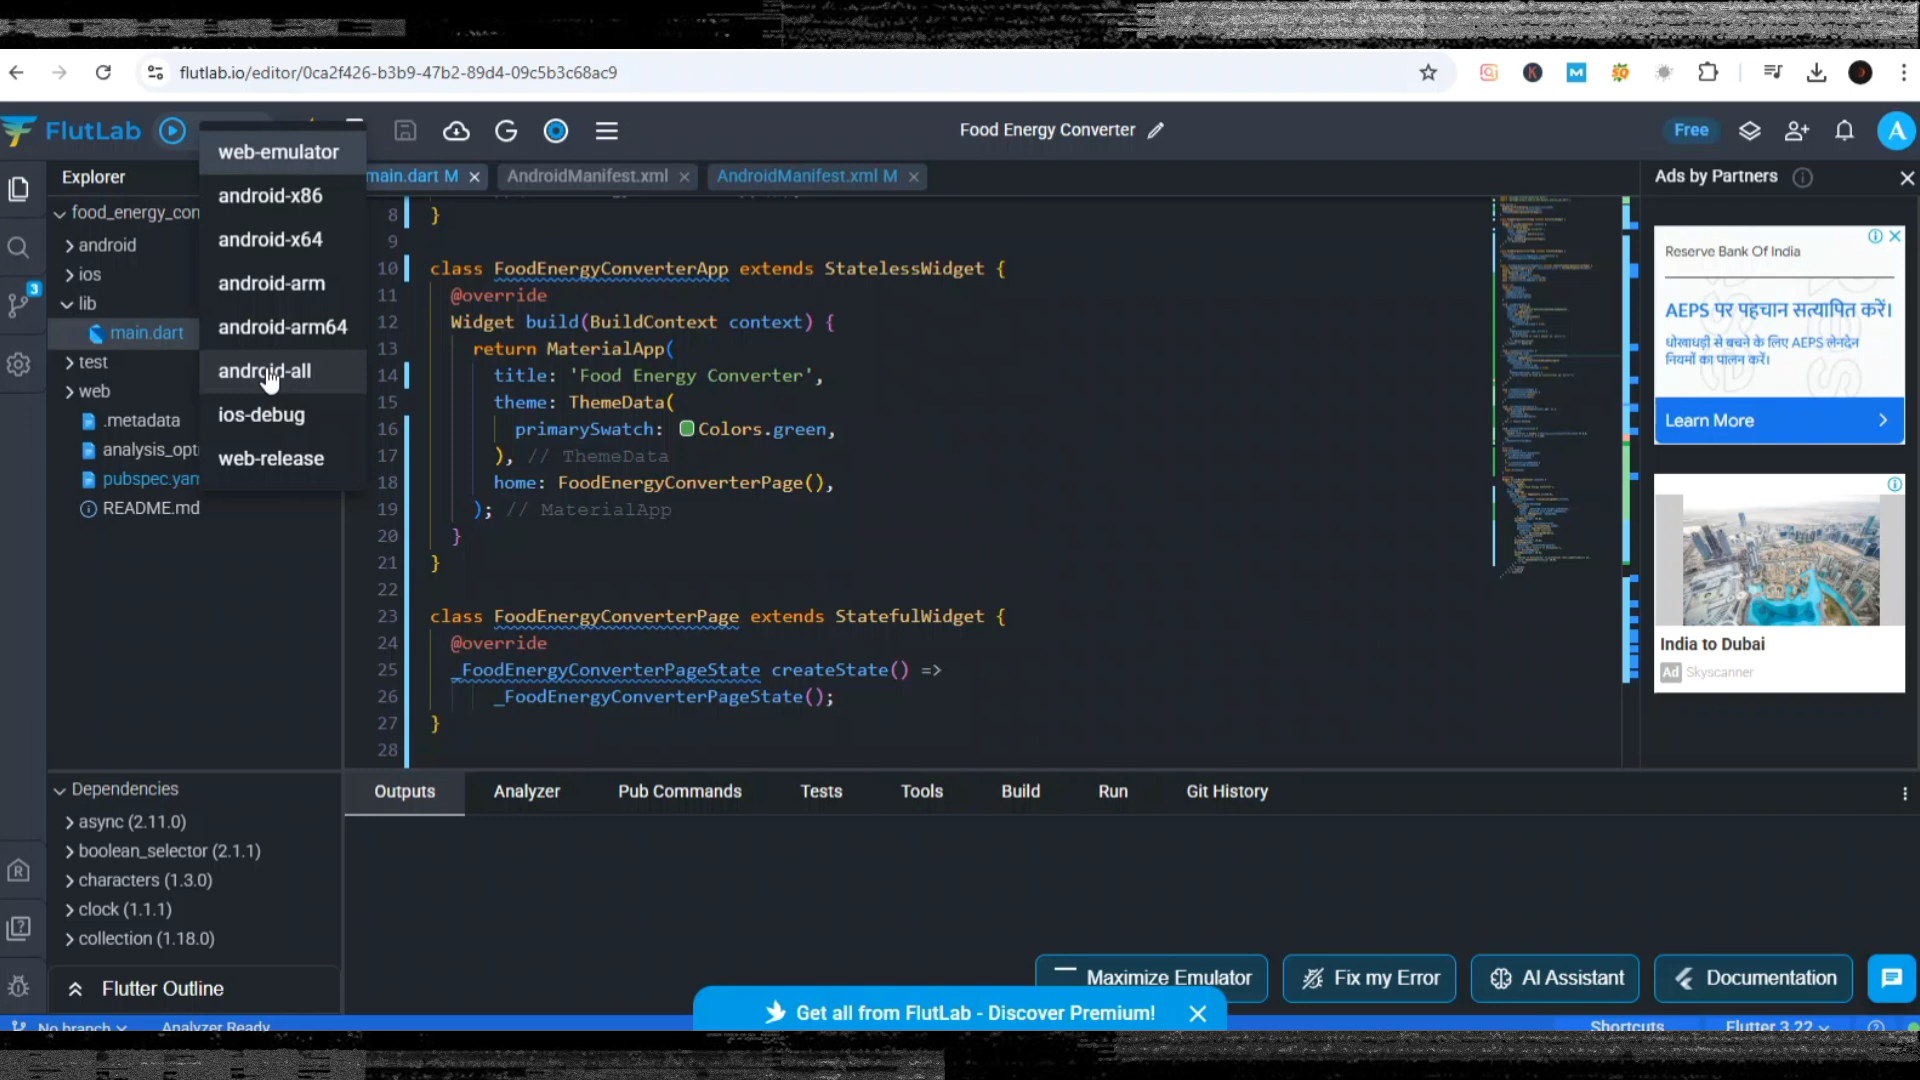 flutlab.io/editor/0ca2f426-b3b9-47b2-89d4-09c5b3c68ac9
FlutLab
Food Energy Converter
Free
A
web-emulator
android-x86
android-x64
android-arm
android-arm64
android-all
ios-debug
web-release
Explorer
food_energy_con
android
ios
lib
main.dart
test
web
.metadata
analysis_opti
pubspec.yam
README.md
3
main.dart M
AndroidManifest.xml
AndroidManifest.xml M
8 }
9
10 class FoodEnergyConverterApp extends StatelessWidget {
11 @override
12 Widget build(BuildContext context) {
13 return MaterialApp(
14 title: 'Food Energy Converter',
15 theme: ThemeData(
16 primarySwatch: Colors.green,
17 ), // ThemeData
18 home: FoodEnergyConverterPage(),
19 ); // MaterialApp
20 }
21 }
22
23 class FoodEnergyConverterPage extends StatefulWidget {
24 @override
25 _FoodEnergyConverterPageState createState() =>
26 _FoodEnergyConverterPageState();
27 }
28
Ads by Partners
Reserve Bank Of India
AEPS पर पहचान सत्यापित करें।
धोखाधड़ी से बचने के लिए AEPS लेनदेन
नियमों का पालन करें।
Learn More
India to Dubai
Ad Skyscanner
Dependencies
async (2.11.0)
boolean_selector (2.1.1)
characters (1.3.0)
clock (1.1.1)
collection (1.18.0)
Flutter Outline
Outputs
Analyzer
Pub Commands
Tests
Tools
Build
Run
Git History
Maximize Emulator
Fix my Error
AI Assistant
Documentation
Get all from FlutLab - Discover Premium!
No branch
Analyzer Ready
Shortcuts
Flutter 3.22